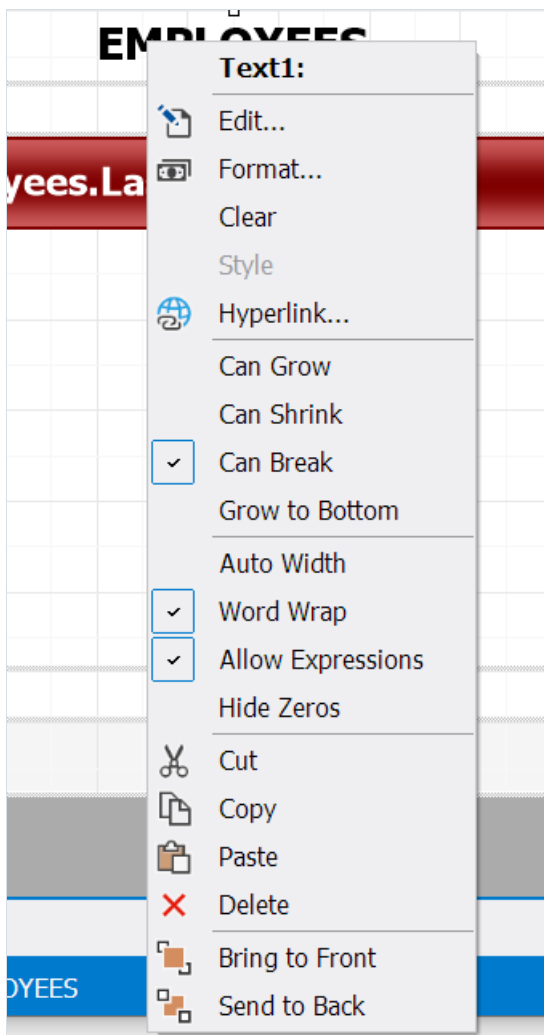 EMPLOYEES
Text1:
Edit...
Format...
yees.La
Clear
Style
Hyperlink...
Can Grow
Can Shrink
Can Break
Grow to Bottom
Auto Width
Word Wrap
Allow Expressions
Hide Zeros
Cut
Copy
Paste
Delete
Bring to Front
OYEES
Send to Back